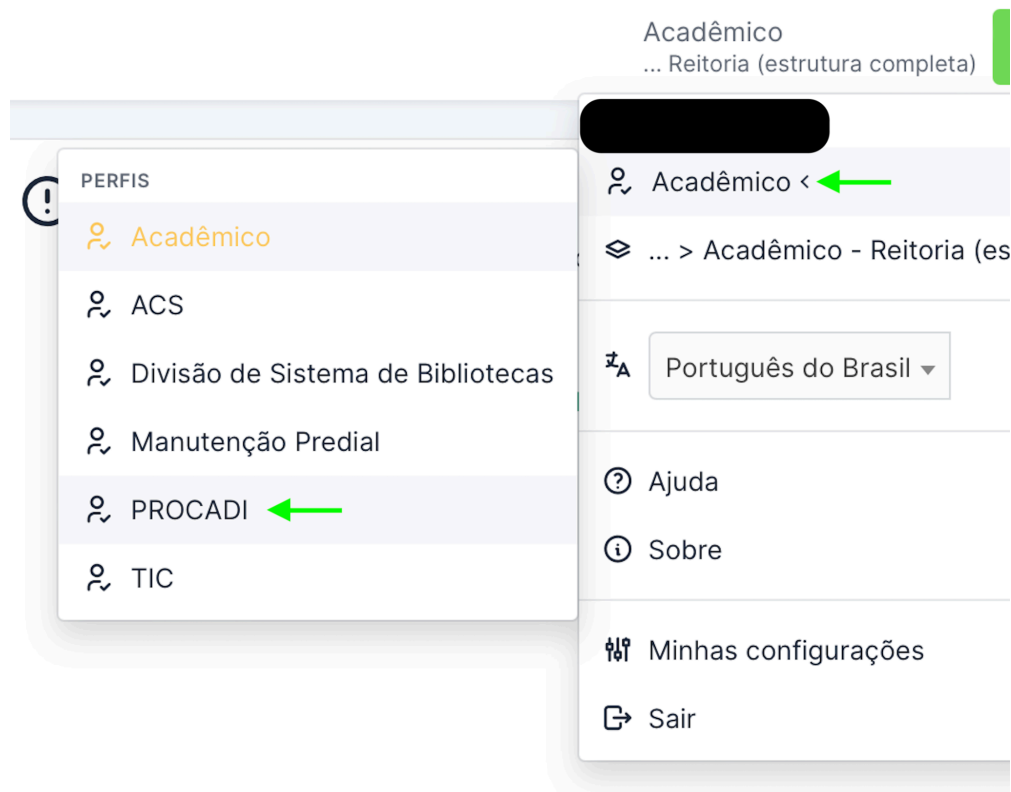 Acadêmico
... Reitoria (estrutura completa)
PERFIS
Acadêmico
ACS
Divisão de Sistema de Bibliotecas
Manutenção Predial
PROCADI
TIC
Acadêmico <
... > Acadêmico - Reitoria (es
Português do Brasil
Ajuda
Sobre
Minhas configurações
Sair